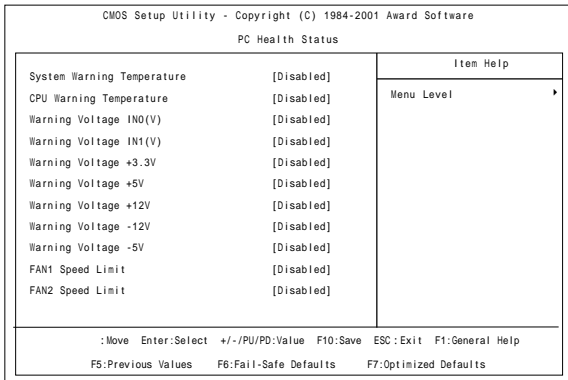 CMOS Setup Utility - Copyright (C) 1984-2001 Award Software
PC Health Status
System Warning Temperature [Disabled]
CPU Warning Temperature [Disabled]
Warning Voltage IN0(V) [Disabled]
Warning Voltage IN1(V) [Disabled]
Warning Voltage +3.3V [Disabled]
Warning Voltage +5V [Disabled]
Warning Voltage +12V [Disabled]
Warning Voltage -12V [Disabled]
Warning Voltage -5V [Disabled]
FAN1 Speed Limit [Disabled]
FAN2 Speed Limit [Disabled]
Item Help
Menu Level
:Move Enter:Select +/-/PU/PD:Value F10:Save ESC:Exit F1:General Help
F5:Previous Values F6:Fail-Safe Defaults F7:Optimized Defaults